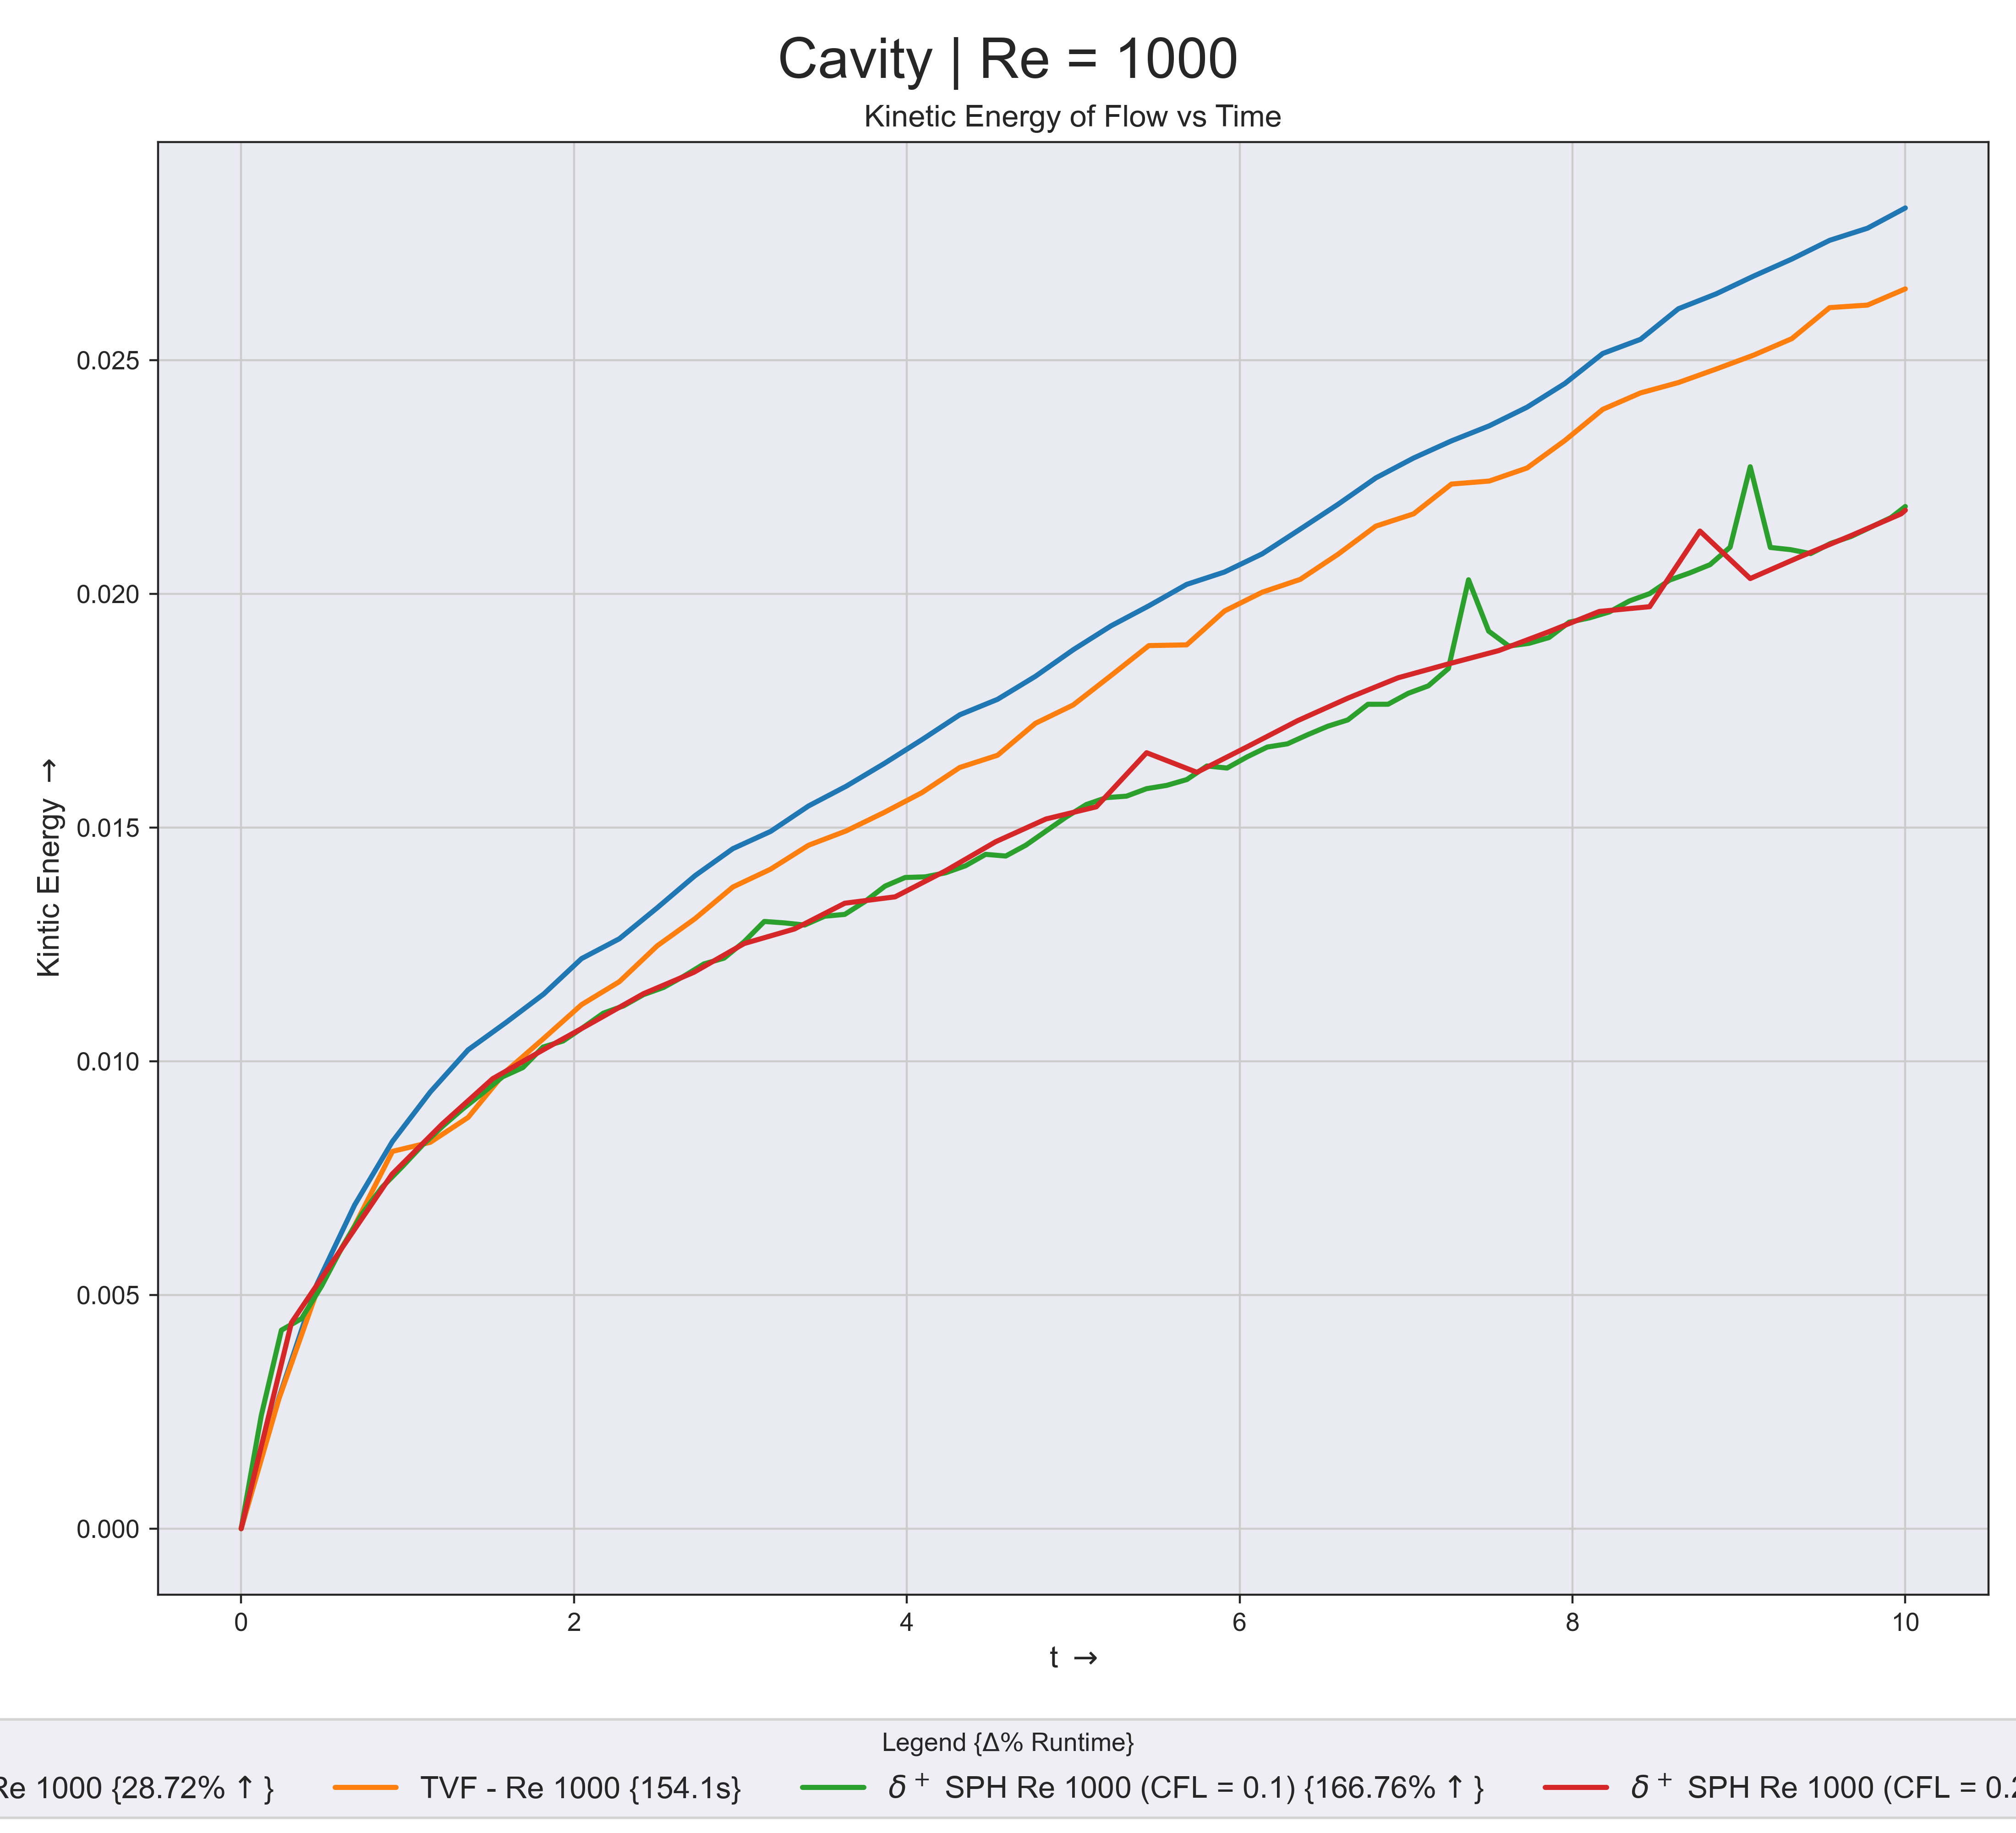 Cavity | Re = 1000
Kinetic Energy of Flow vs Time
Kintic Energy →
0.025
0.020
0.015
0.010
0.005
0.000
0 2 4 6 8 10
t →
Legend {Δ% Runtime}
Re 1000 {28.72% ↑ } TVF - Re 1000 {154.1s} δ⁺ SPH Re 1000 (CFL = 0.1) {166.76% ↑ } δ⁺ SPH Re 1000 (CFL = 0.